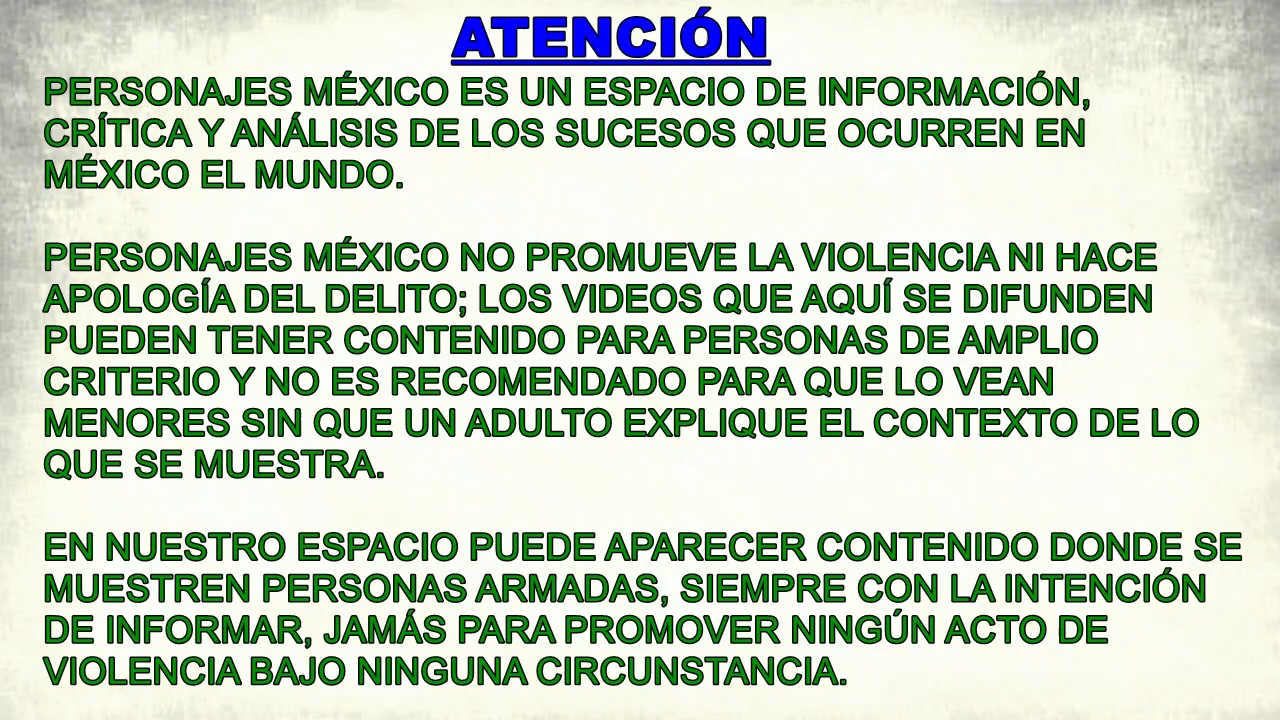 ATENCIÓN
PERSONAJES MÉXICO ES UN ESPACIO DE INFORMACIÓN,
CRÍTICA Y ANÁLISIS DE LOS SUCESOS QUE OCURREN EN
MÉXICO EL MUNDO.
PERSONAJES MÉXICO NO PROMUEVE LA VIOLENCIA NI HACE
APOLOGÍA DEL DELITO; LOS VIDEOS QUE AQUÍ SE DIFUNDEN
PUEDEN TENER CONTENIDO PARA PERSONAS DE AMPLIO
CRITERIO Y NO ES RECOMENDADO PARA QUE LO VEAN
MENORES SIN QUE UN ADULTO EXPLIQUE EL CONTEXTO DE LO
QUE SE MUESTRA.
EN NUESTRO ESPACIO PUEDE APARECER CONTENIDO DONDE SE
MUESTREN PERSONAS ARMADAS, SIEMPRE CON LA INTENCIÓN
DE INFORMAR, JAMÁS PARA PROMOVER NINGÚN ACTO DE
VIOLENCIA BAJO NINGUNA CIRCUNSTANCIA.